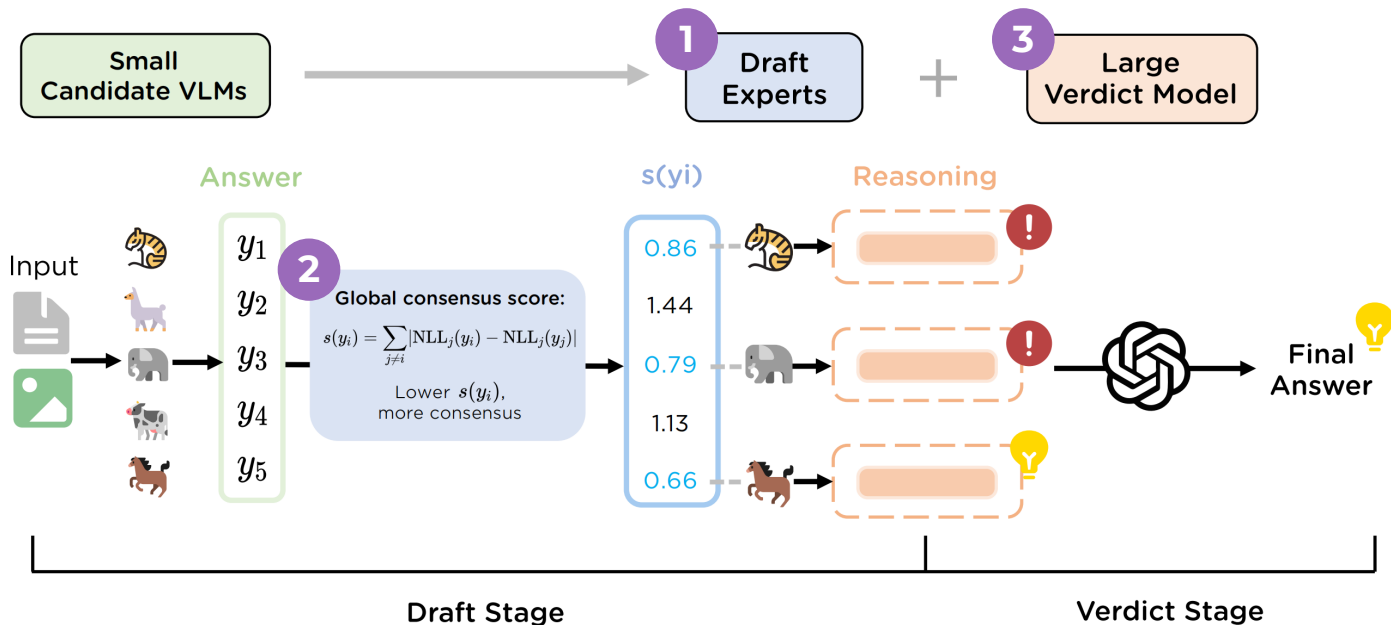 Small
Candidate VLMs
1
Draft
Experts
+
3
Large
Verdict Model
Answer
s(yi)
Reasoning
Input
y₁
y₂
y₃
y₄
y₅
2
Global consensus score:
s(yᵢ) = ∑_{j≠i} |NLLⱼ(yᵢ) − NLLⱼ(yⱼ)|
Lower s(yᵢ),
more consensus
0.86
1.44
0.79
1.13
0.66
!
!
Final
Answer
Draft Stage
Verdict Stage